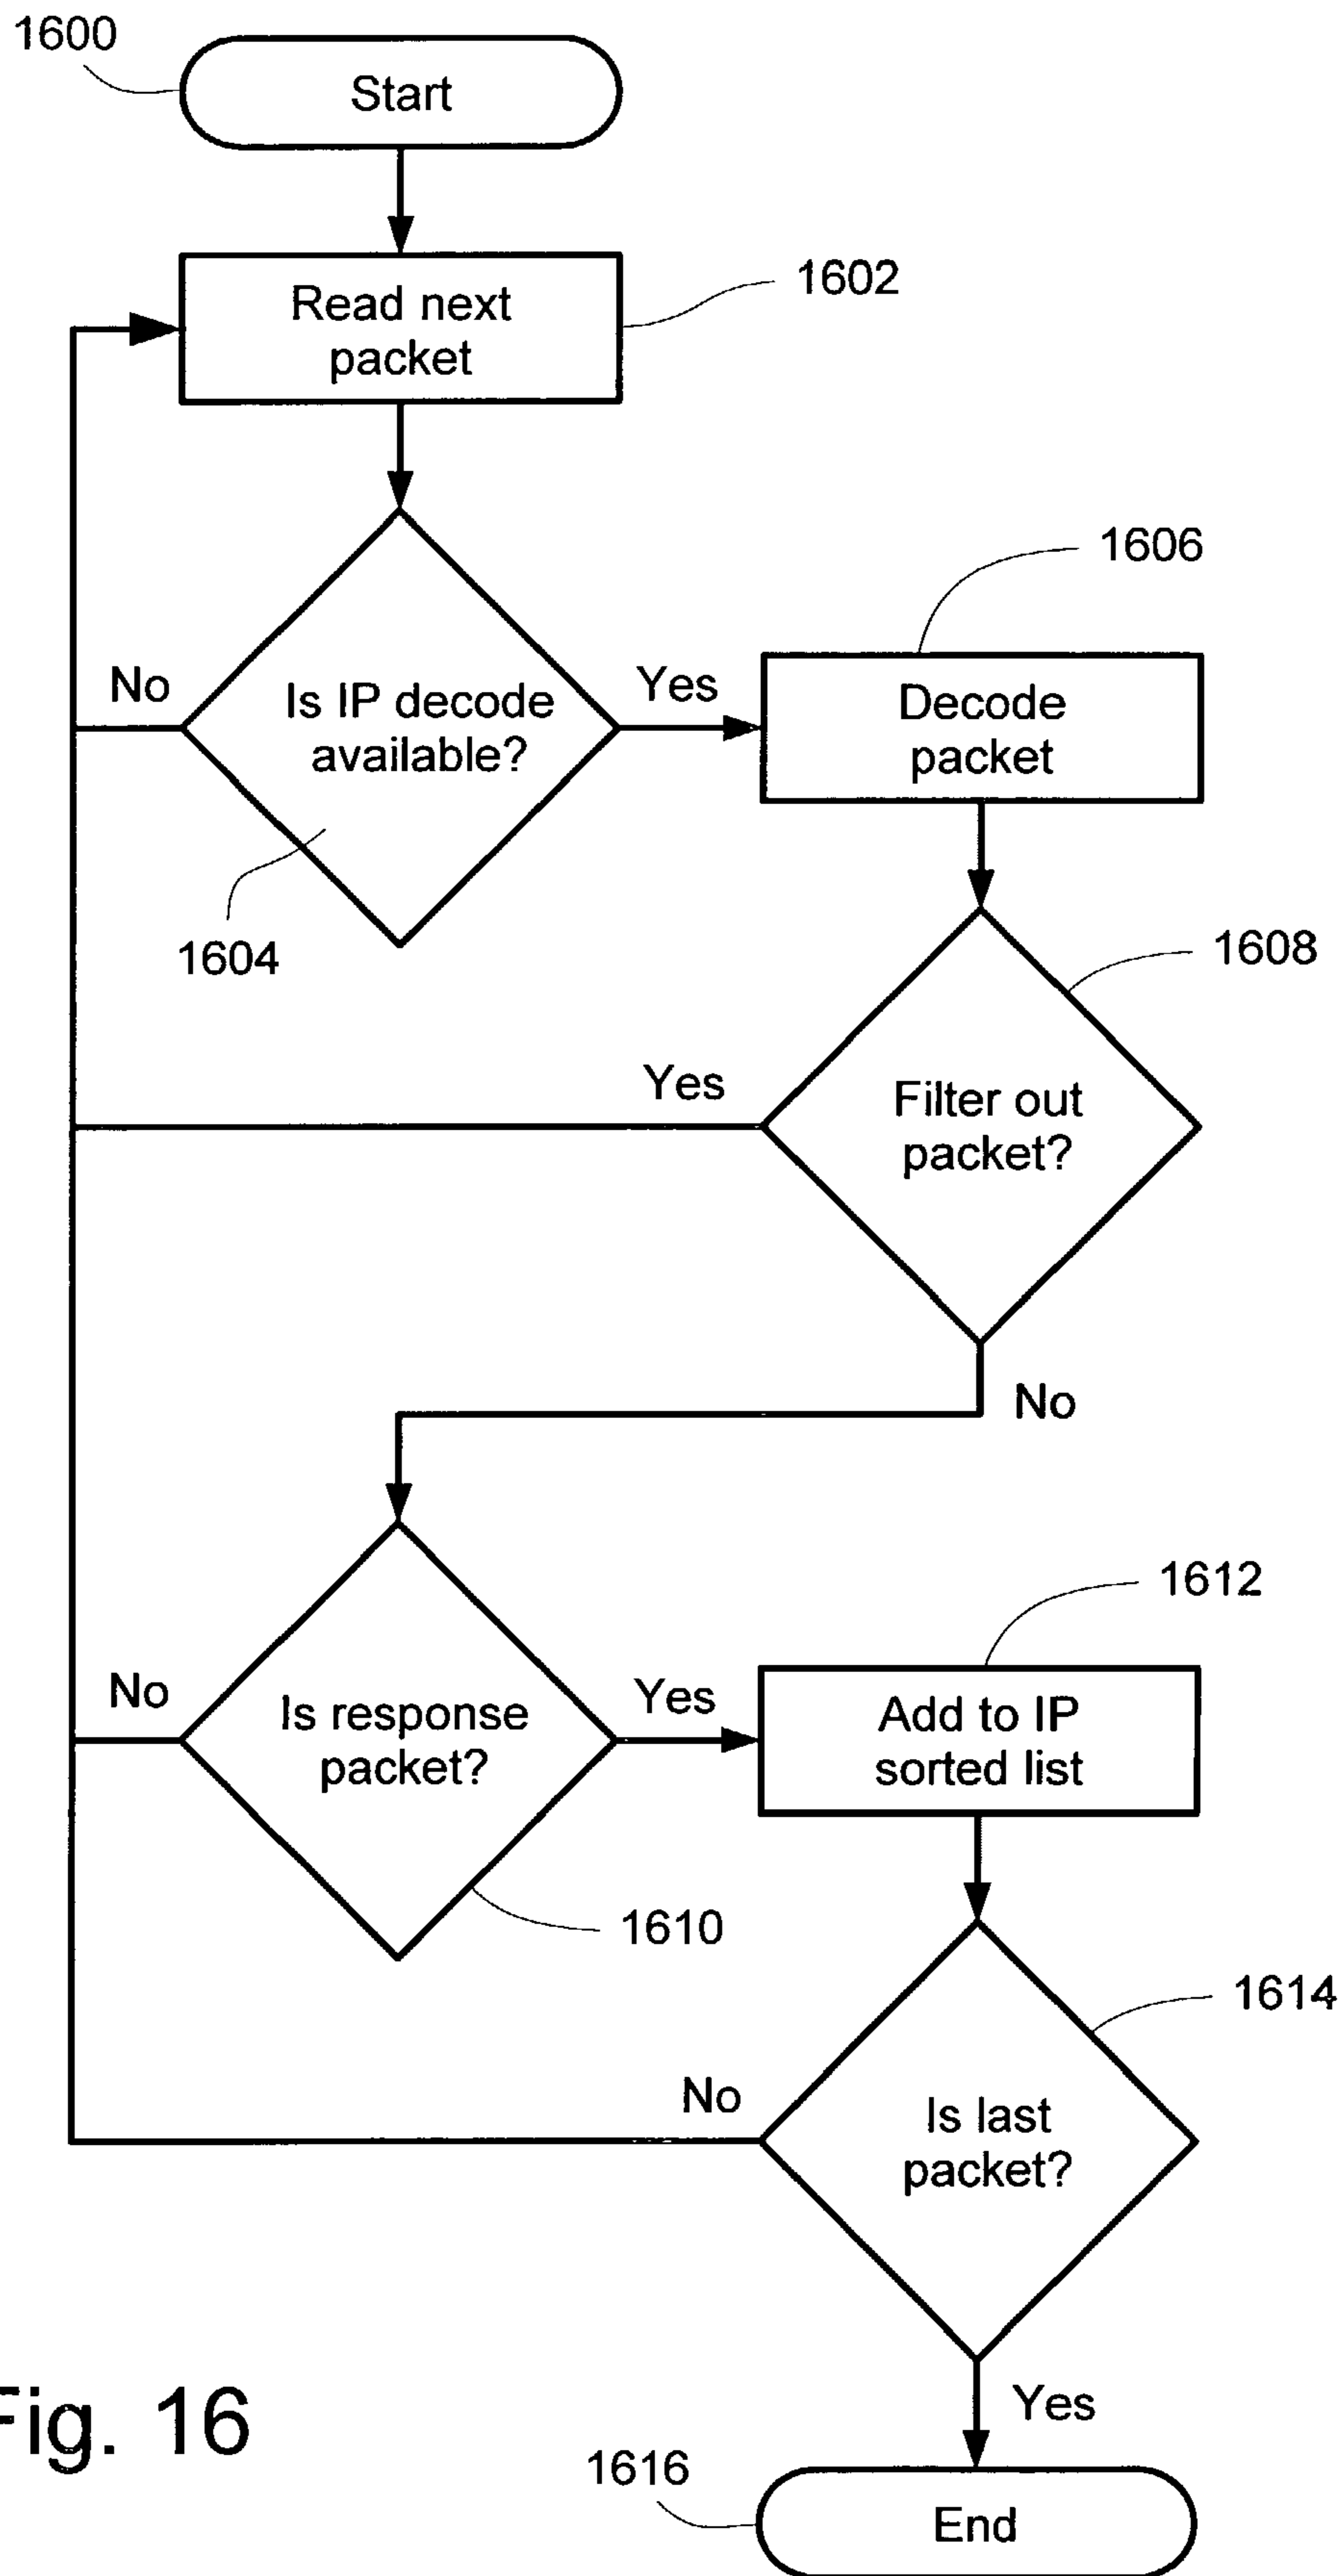 1600
Start
1602
Read next
packet
1606
No
Is IP decode
available?
Yes
Decode
packet
1604
1608
Yes
Filter out
packet?
No
1612
No
Is response
packet?
Yes
Add to IP
sorted list
1610
1614
No
Is last
packet?
Yes
Fig. 16
1616
End